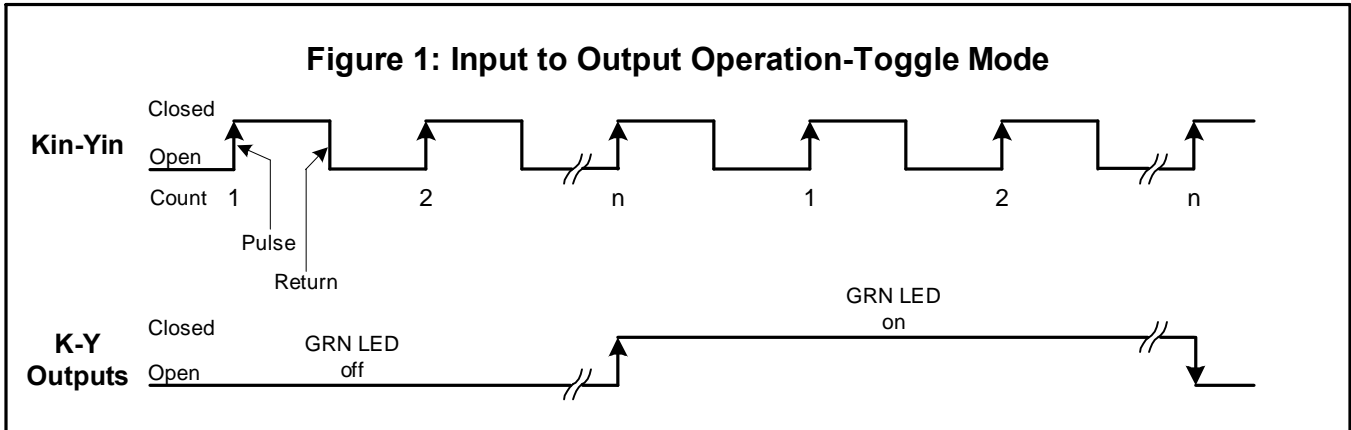 Figure 1: Input to Output Operation-Toggle Mode
Closed
Kin-Yin
Open
Count 1 2 n 1 2 n
Pulse
Return
GRN LED
on
Closed
K-Y
Outputs
GRN LED
off
Open